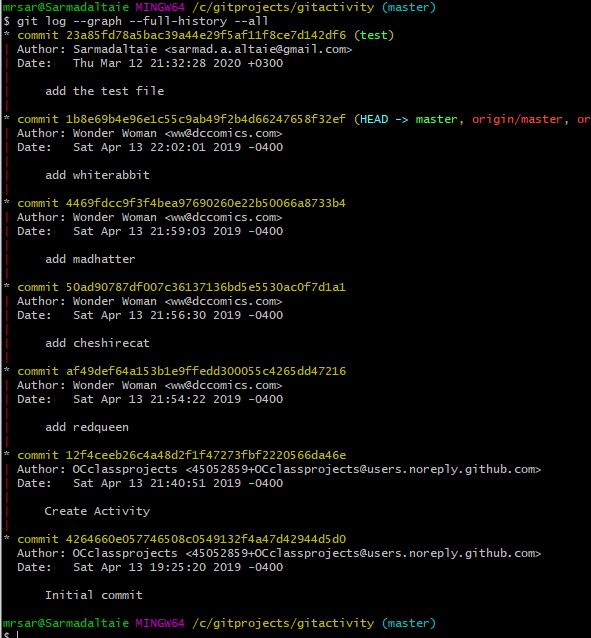 mrsar@Sarmadaltaie MINGW64 /c/gitprojects/gitactivity (master)
$ git log --graph --full-history --all
* commit 23a85fd78a5bac39a44e29f5af11f8ce7d142df6 (test)
| Author: Sarmadaltaie <sarmad.a.altaie@gmail.com>
| Date:   Thu Mar 12 21:32:28 2020 +0300
|
|     add the test file
|
* commit 1b8e69b4e96e1c55c9ab49f2b4d66247658f32ef (HEAD -> master, origin/master, or
| Author: Wonder Woman <ww@dccomics.com>
| Date:   Sat Apr 13 22:02:01 2019 -0400
|
|     add whiterabbit
|
* commit 4469fdcc9f3f4bea97690260e22b50066a8733b4
| Author: Wonder Woman <ww@dccomics.com>
| Date:   Sat Apr 13 21:59:03 2019 -0400
|
|     add madhatter
|
* commit 50ad90787df007c36137136bd5e5530ac0f7d1a1
| Author: Wonder Woman <ww@dccomics.com>
| Date:   Sat Apr 13 21:56:30 2019 -0400
|
|     add cheshirecat
|
* commit af49def64a153b1e9ffedd300055c4265dd47216
| Author: Wonder Woman <ww@dccomics.com>
| Date:   Sat Apr 13 21:54:22 2019 -0400
|
|     add redqueen
|
* commit 12f4ceeb26c4a48d2f1f47273fbf2220566da46e
| Author: OCclassprojects <45052859+OCclassprojects@users.noreply.github.com>
| Date:   Sat Apr 13 21:40:51 2019 -0400
|
|     Create Activity
|
* commit 4264660e057746508c0549132f4a47d42944d5d0
  Author: OCclassprojects <45052859+OCclassprojects@users.noreply.github.com>
  Date:   Sat Apr 13 19:25:20 2019 -0400

      Initial commit

mrsar@Sarmadaltaie MINGW64 /c/gitprojects/gitactivity (master)
$